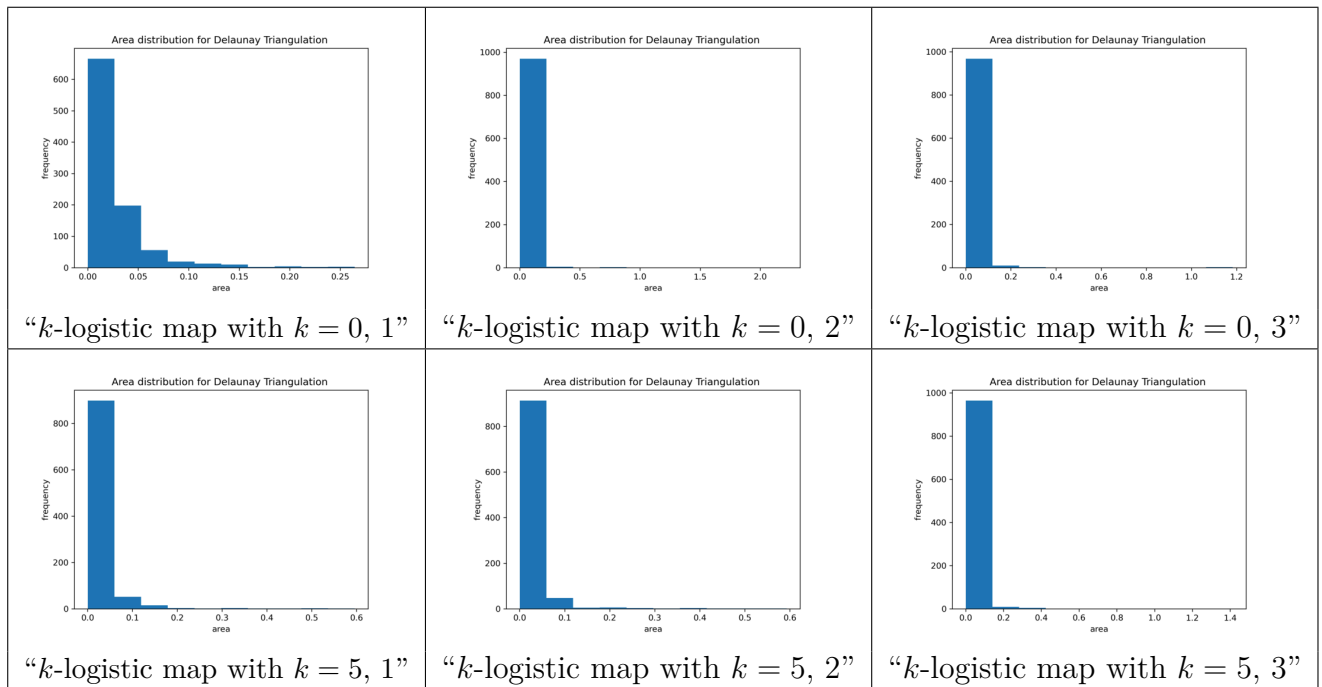 Area distribution for Delaunay Triangulation
frequency
600
500
400
300
200
100
0
0.00 0.05 0.10 0.15 0.20 0.25
area
“k-logistic map with k = 0, 1”
Area distribution for Delaunay Triangulation
frequency
1000
800
600
400
200
0
0.0 0.5 1.0 1.5 2.0
area
“k-logistic map with k = 0, 2”
Area distribution for Delaunay Triangulation
frequency
1000
800
600
400
200
0
0.0 0.2 0.4 0.6 0.8 1.0 1.2
area
“k-logistic map with k = 0, 3”
Area distribution for Delaunay Triangulation
frequency
800
600
400
200
0
0.0 0.1 0.2 0.3 0.4 0.5 0.6
area
“k-logistic map with k = 5, 1”
Area distribution for Delaunay Triangulation
frequency
800
600
400
200
0
0.0 0.1 0.2 0.3 0.4 0.5 0.6
area
“k-logistic map with k = 5, 2”
Area distribution for Delaunay Triangulation
frequency
1000
800
600
400
200
0
0.0 0.2 0.4 0.6 0.8 1.0 1.2 1.4
area
“k-logistic map with k = 5, 3”